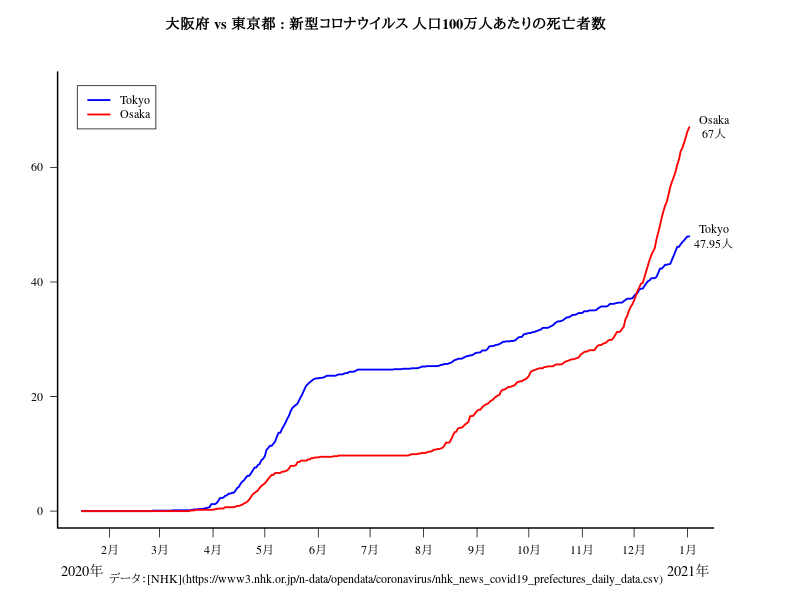 大阪府 vs 東京都 : 新型コロナウイルス 人口100万人あたりの死亡者数
Tokyo
Osaka
Osaka
67人
Tokyo
47.95人
60
40
20
0
2月 3月 4月 5月 6月 7月 8月 9月 10月 11月 12月 1月
2020年 2021年
データ:[NHK](https://www3.nhk.or.jp/n-data/opendata/coronavirus/nhk_news_covid19_prefectures_daily_data.csv)